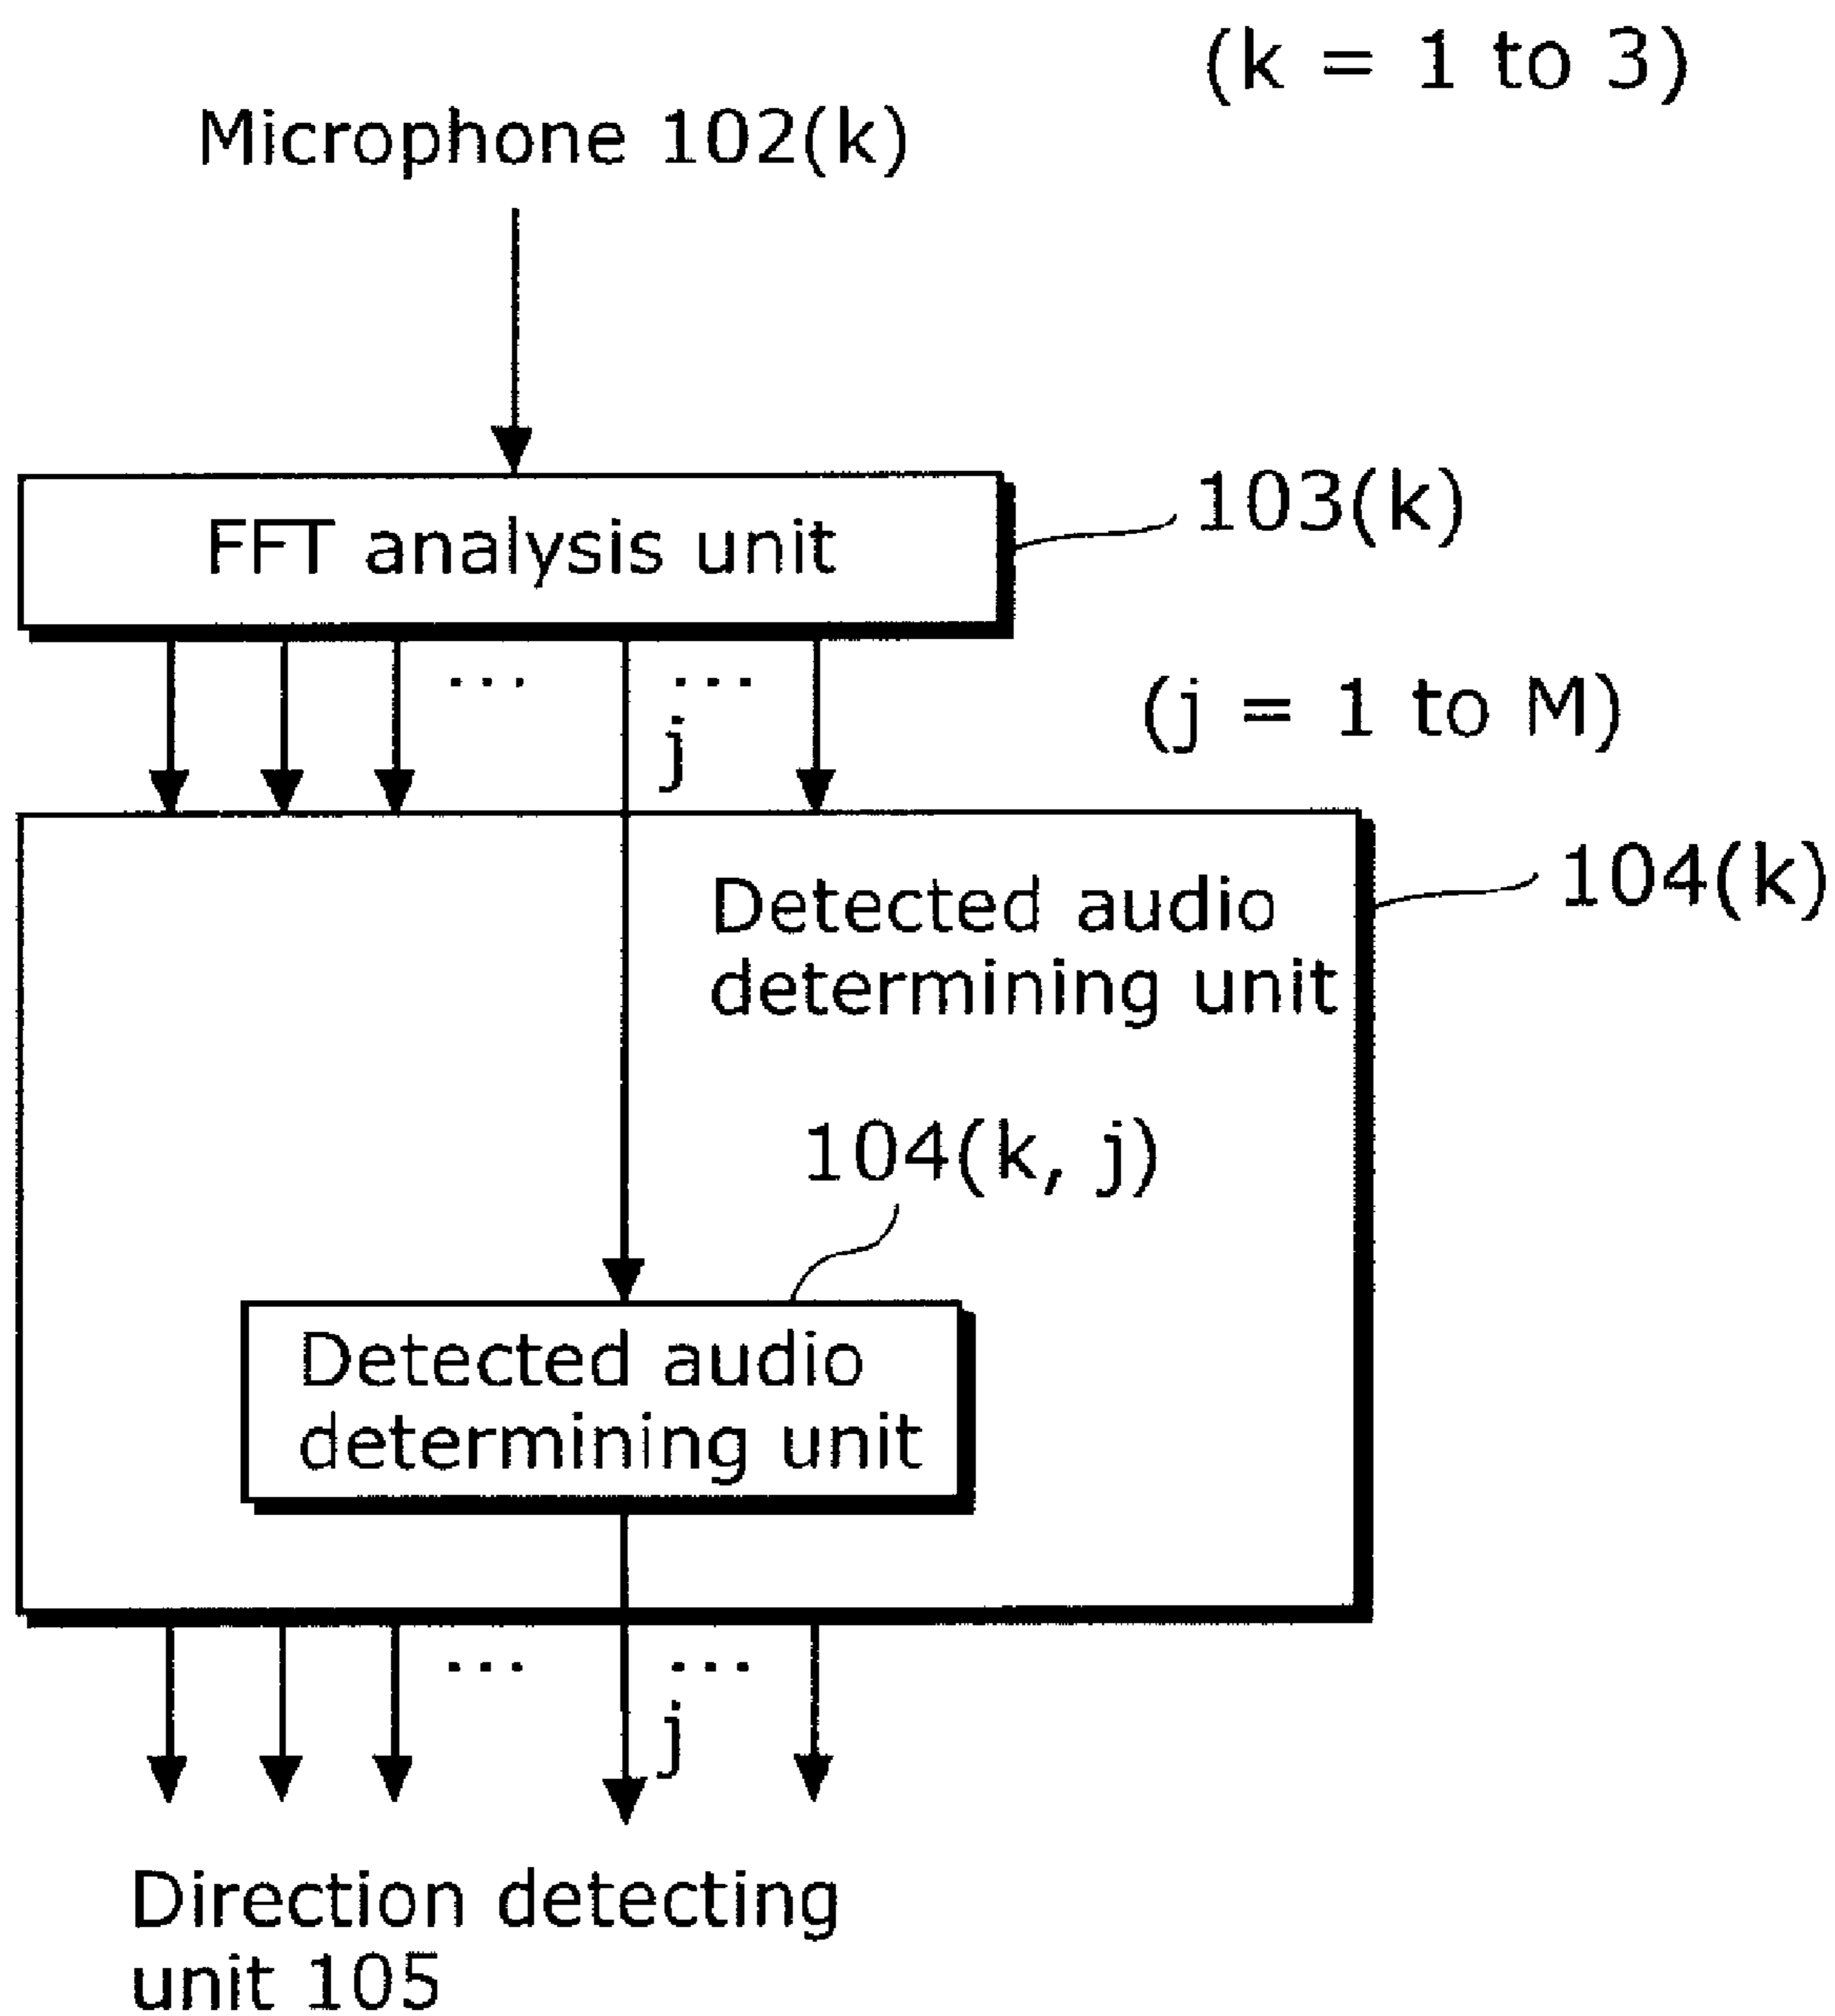 (k = 1 to 3)
Microphone 102(k)
FFT analysis unit
103(k)
... ...
j
(j = 1 to M)
Detected audio
determining unit
104(k)
104(k, j)
Detected audio
determining unit
... ...
j
Direction detecting
unit 105